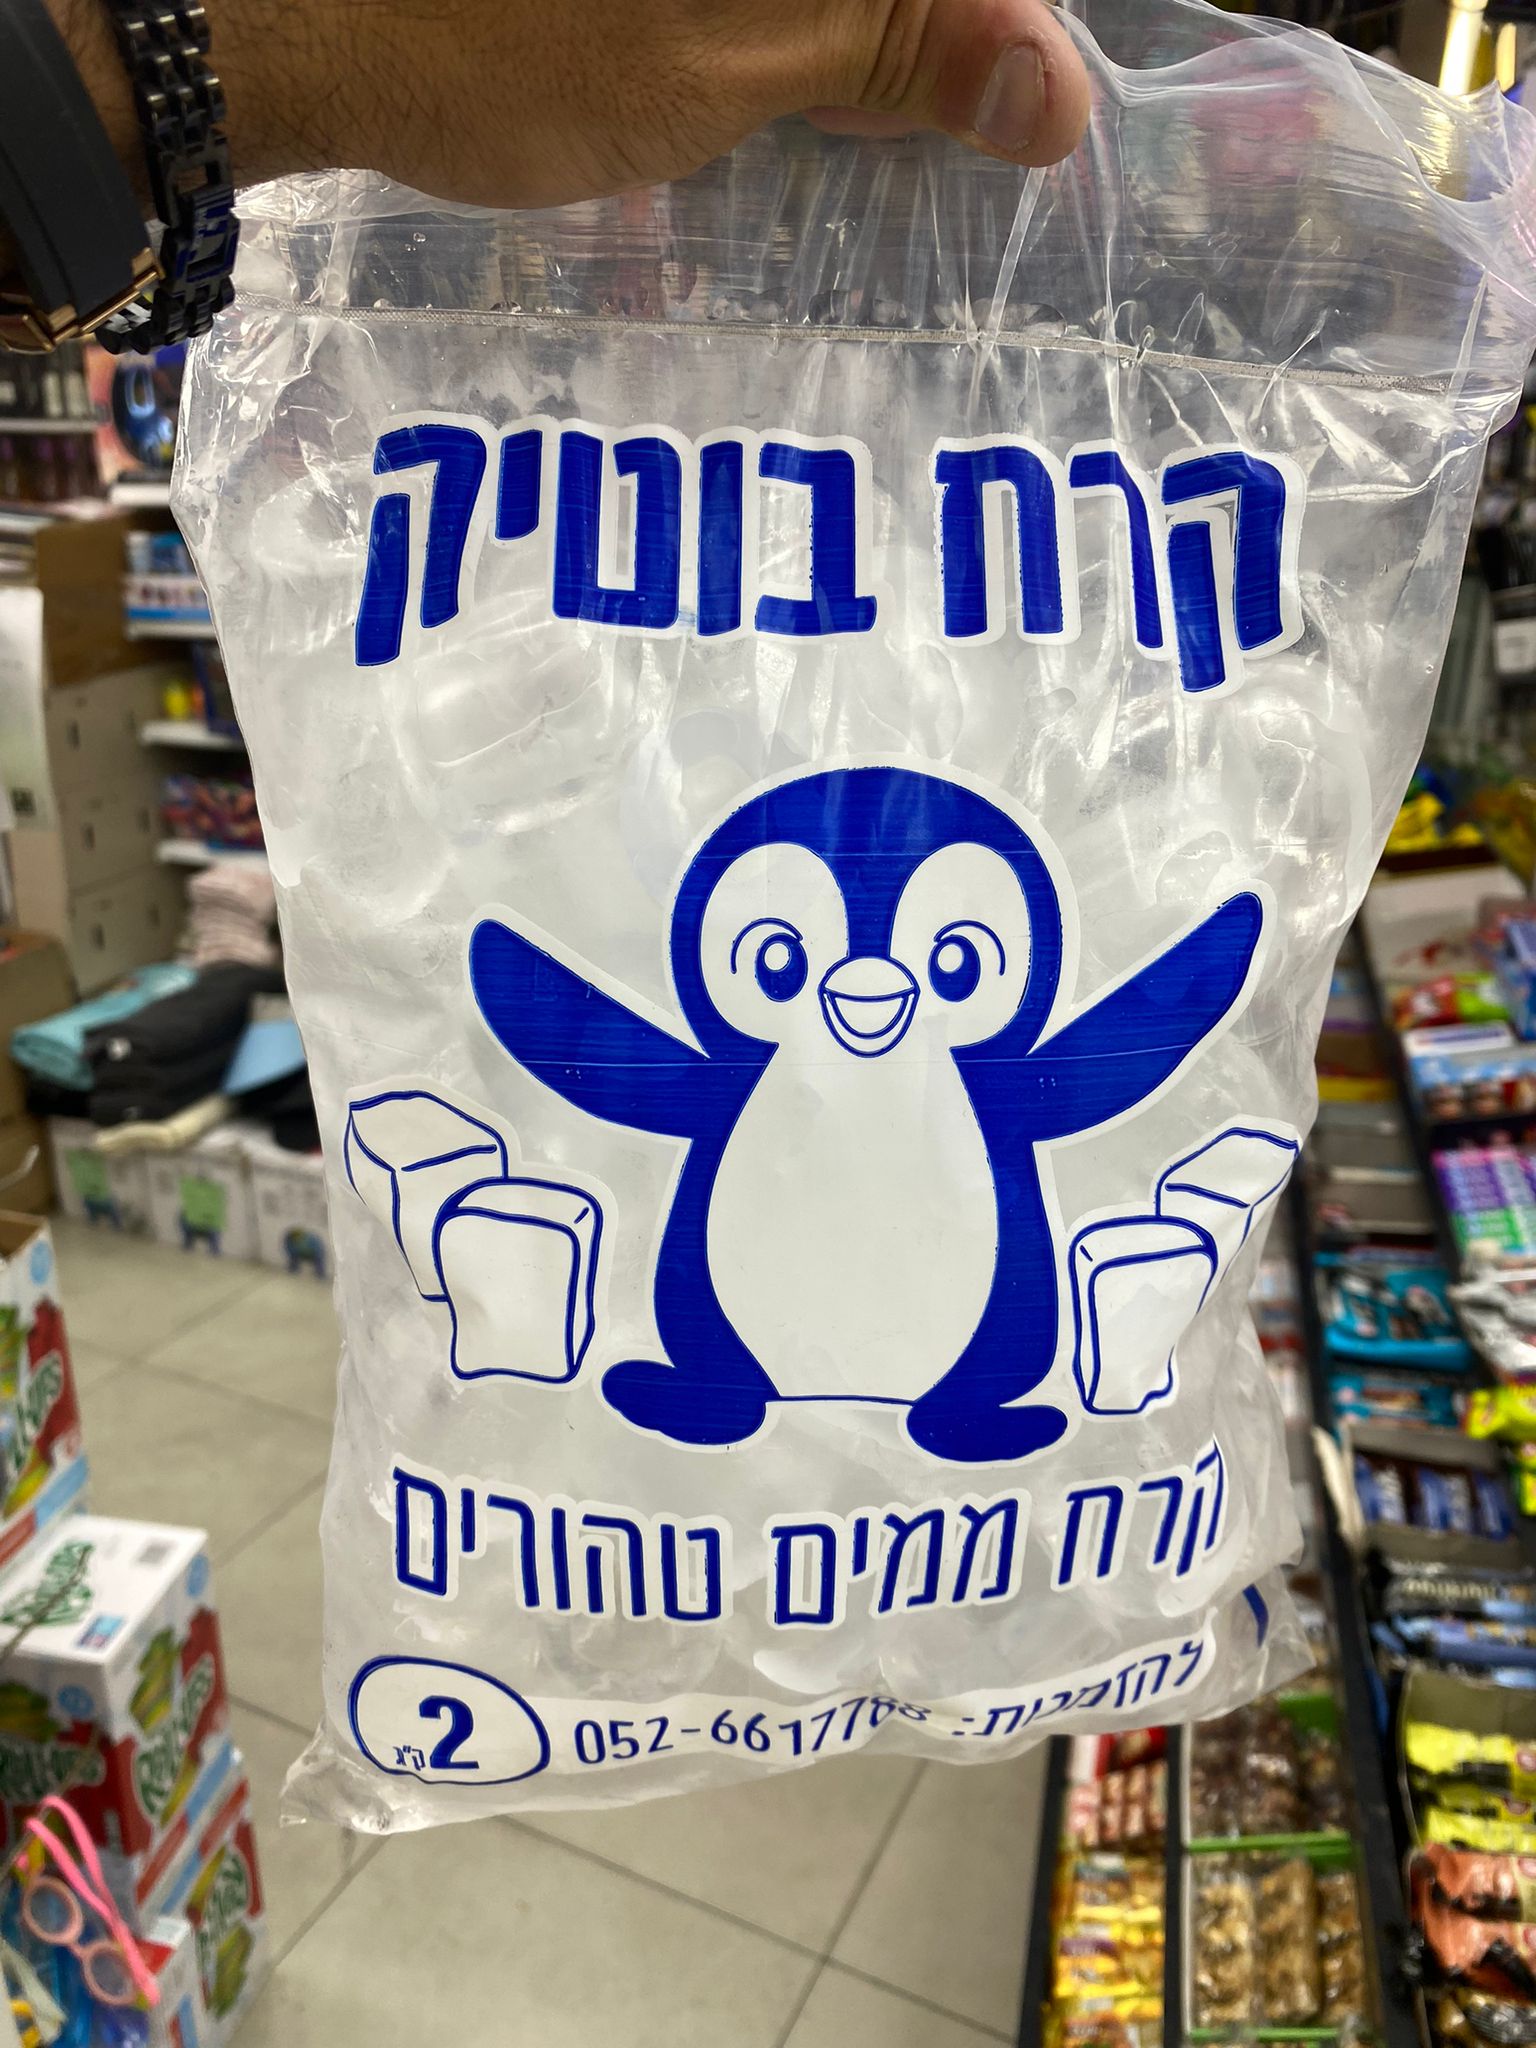 קרח בוטיק
קרח ממים טהורים
להזמנות: 052-6617788
2 ק"ג